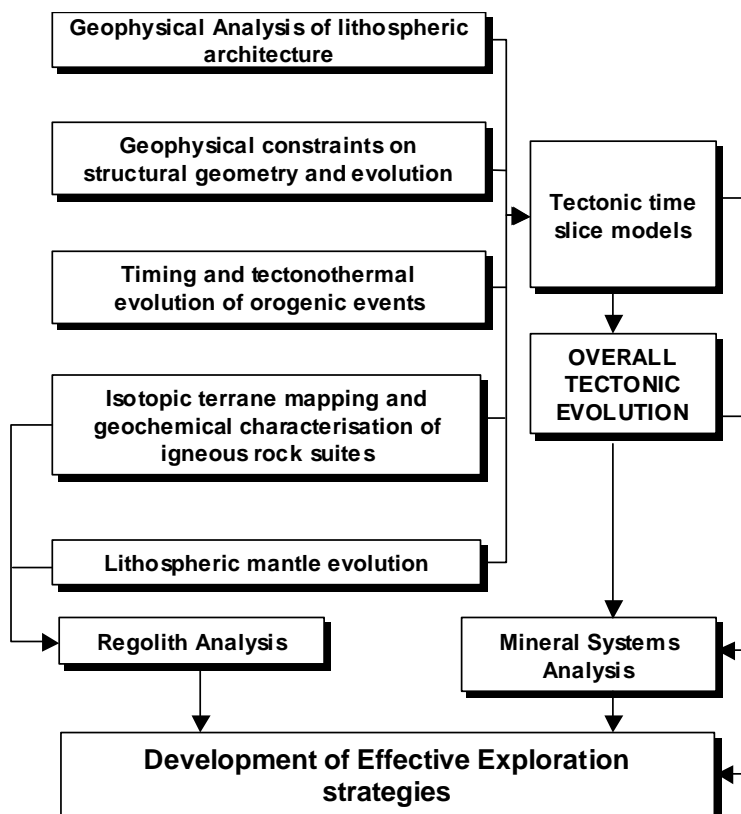 Geophysical Analysis of lithospheric
architecture
Geophysical constraints on
structural geometry and evolution
Timing and tectonothermal
evolution of orogenic events
Isotopic terrane mapping and
geochemical characterisation of
igneous rock suites
Lithospheric mantle evolution
Regolith Analysis
Tectonic time
slice models
OVERALL
TECTONIC
EVOLUTION
Mineral Systems
Analysis
Development of Effective Exploration
strategies